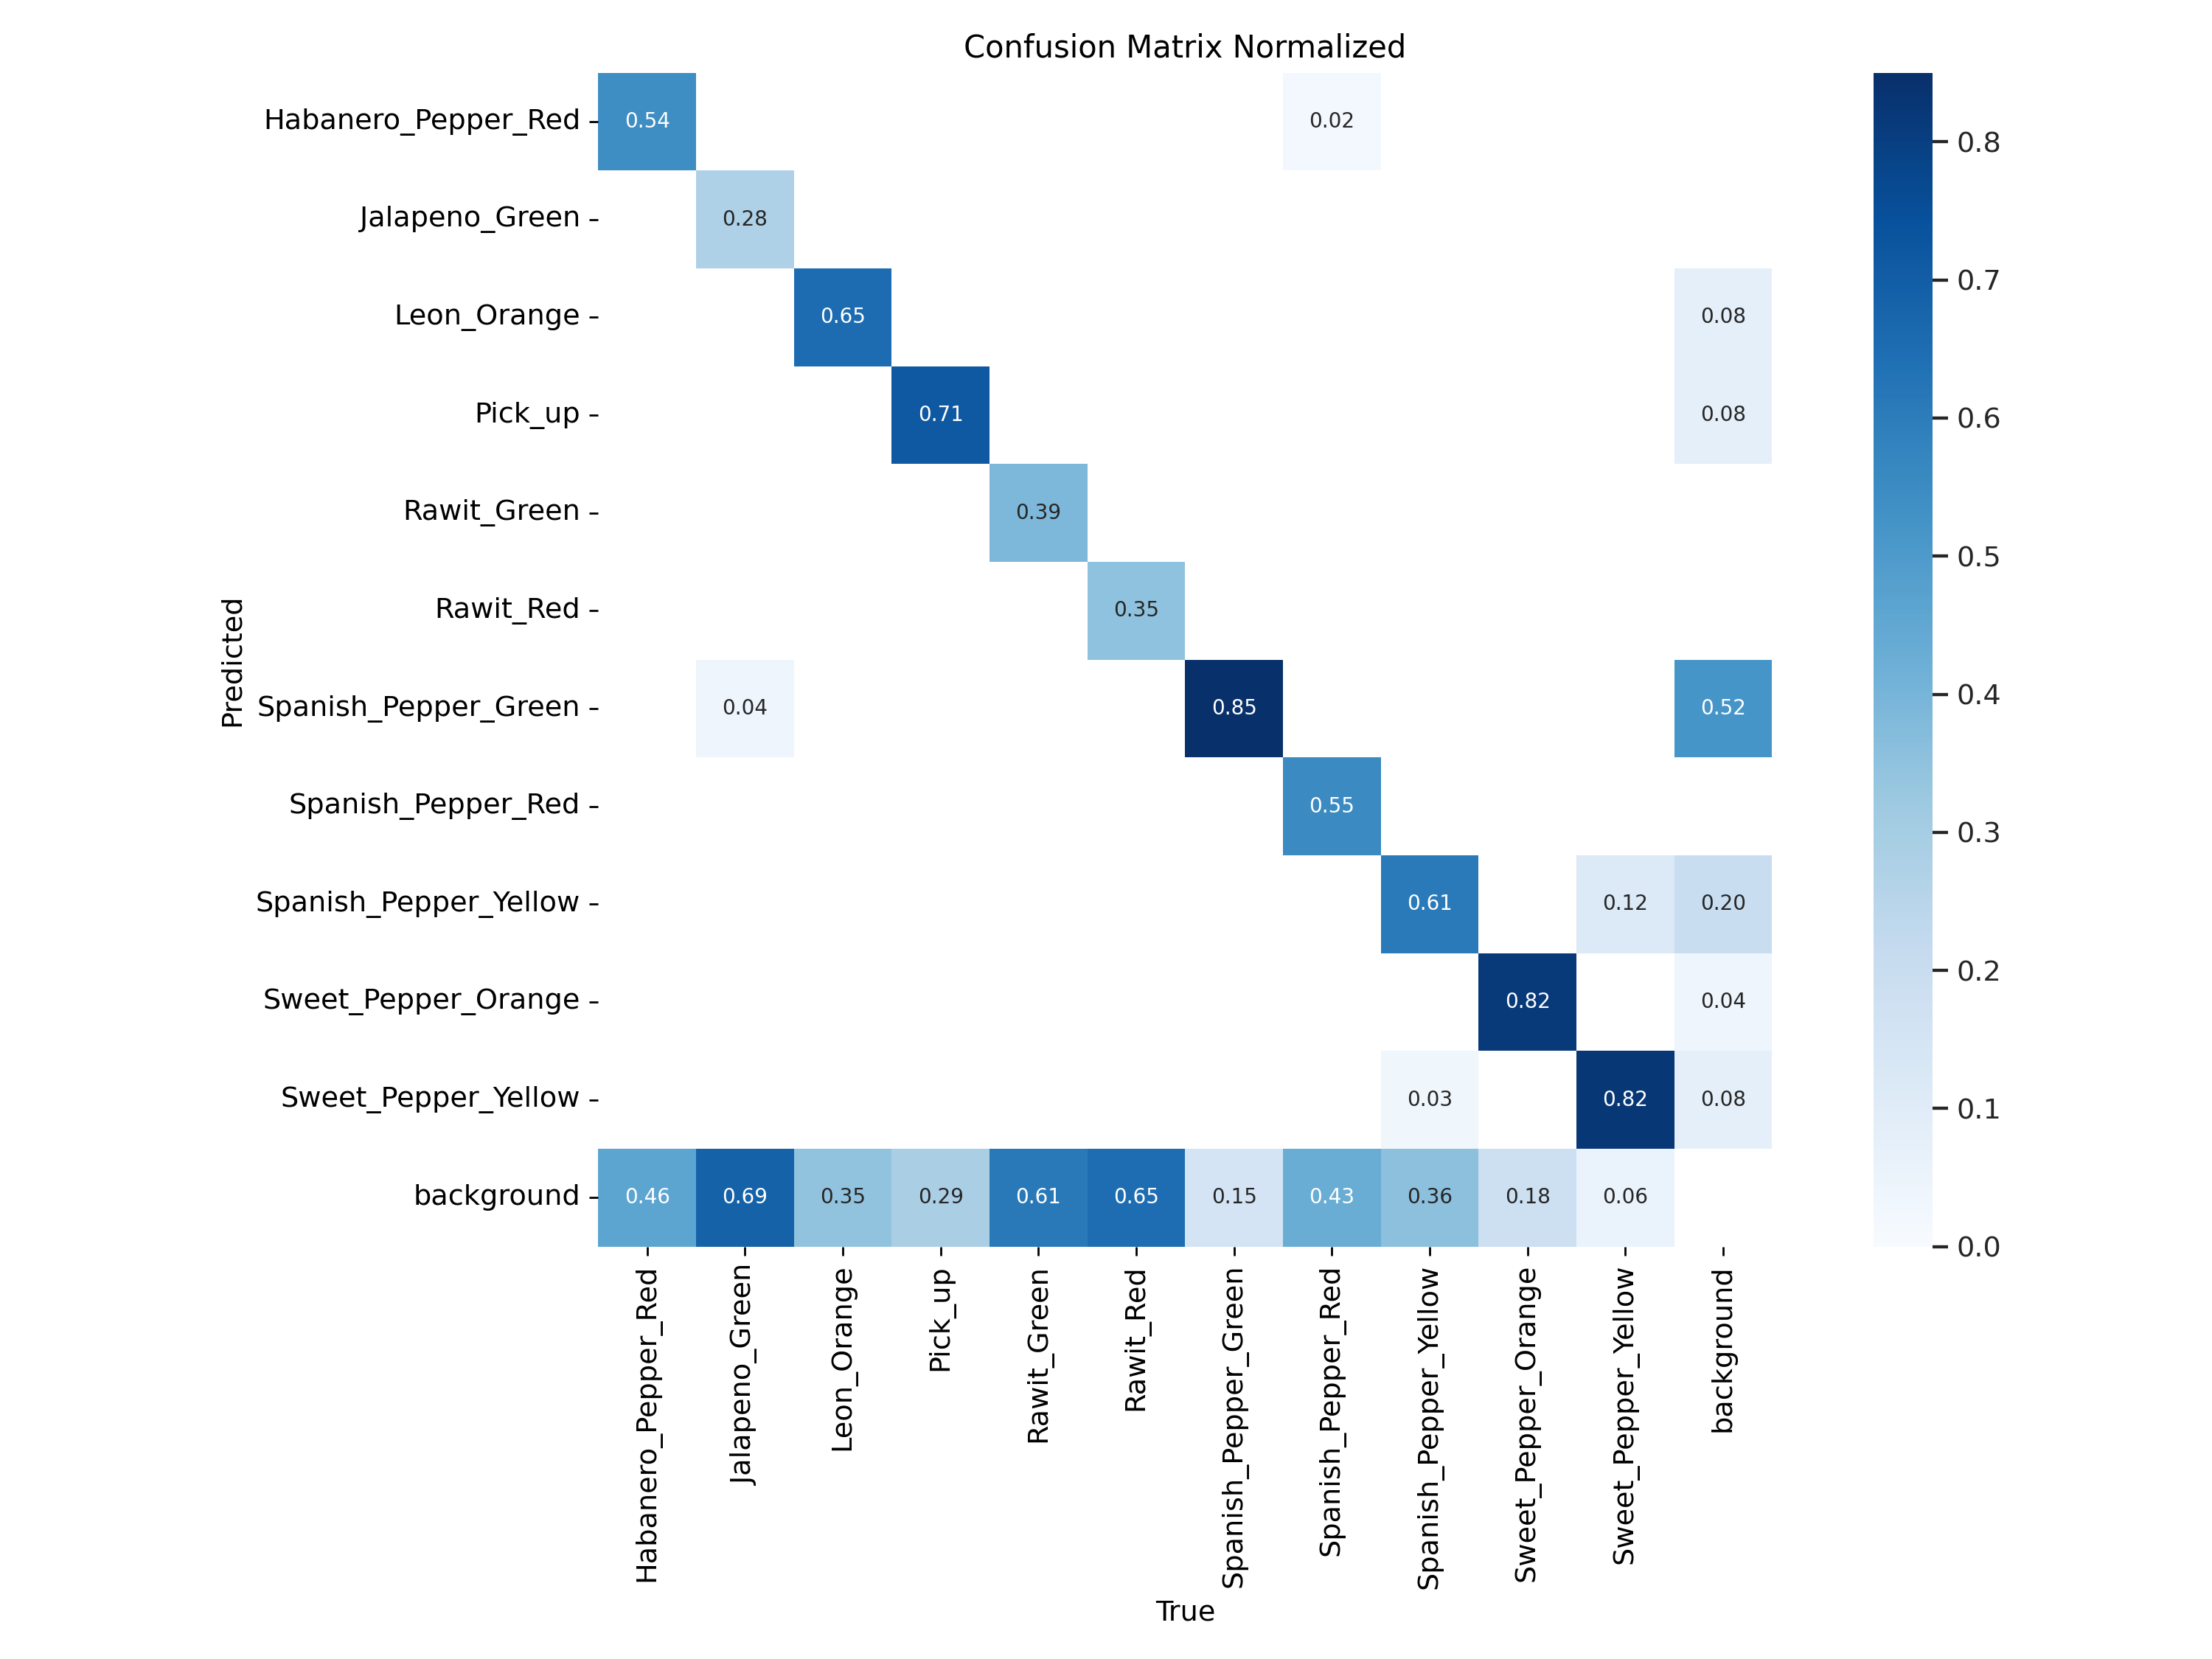 Confusion Matrix Normalized
Habanero_Pepper_Red 0.54 0.02
Jalapeno_Green 0.28
Leon_Orange 0.65 0.08
Pick_up 0.71 0.08
Rawit_Green 0.39
Rawit_Red 0.35
Predicted
Spanish_Pepper_Green 0.04 0.85 0.52
Spanish_Pepper_Red 0.55
Spanish_Pepper_Yellow 0.61 0.12 0.20
Sweet_Pepper_Orange 0.82 0.04
Sweet_Pepper_Yellow 0.03 0.82 0.08
background 0.46 0.69 0.35 0.29 0.61 0.65 0.15 0.43 0.36 0.18 0.06
Habanero_Pepper_Red
Jalapeno_Green
Leon_Orange
Pick_up
Rawit_Green
Rawit_Red
Spanish_Pepper_Green
Spanish_Pepper_Red
Spanish_Pepper_Yellow
Sweet_Pepper_Orange
Sweet_Pepper_Yellow
background
True
0.8
0.7
0.6
0.5
0.4
0.3
0.2
0.1
0.0